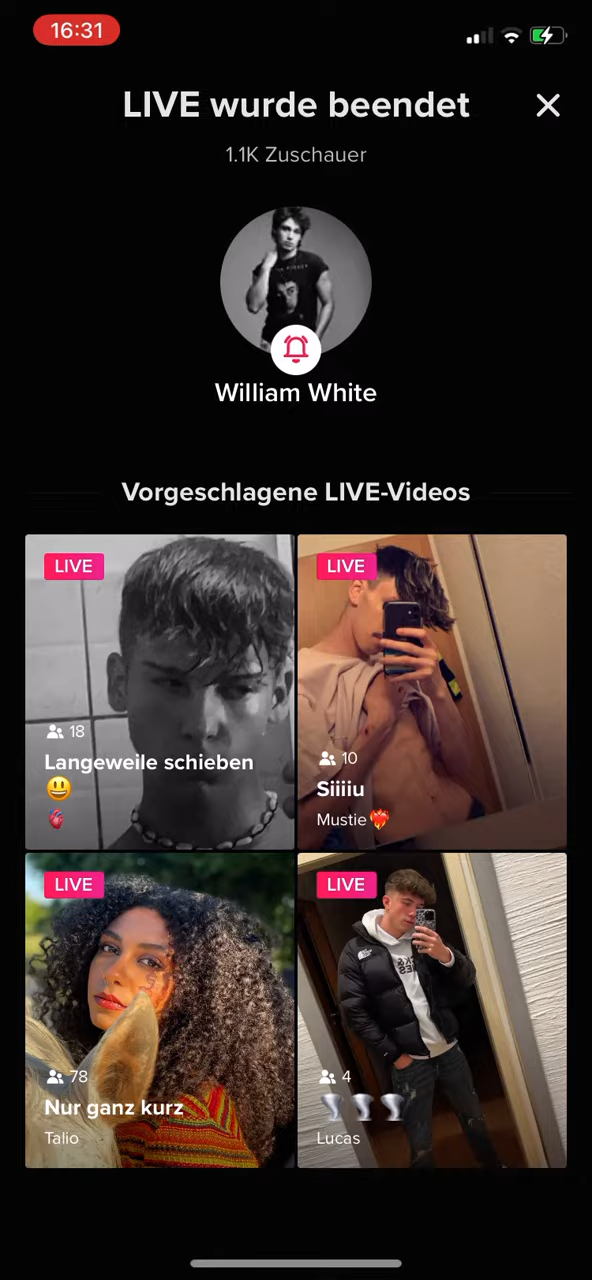 16:31
LIVE wurde beendet
1.1K Zuschauer
William White
Vorgeschlagene LIVE-Videos
LIVE
18
Langeweile schieben
😃
🫀
LIVE
10
Siiiiu
Mustie❤️‍🔥
LIVE
78
Nur ganz kurz
Talio
LIVE
4
🌪️🌪️🌪️
Lucas